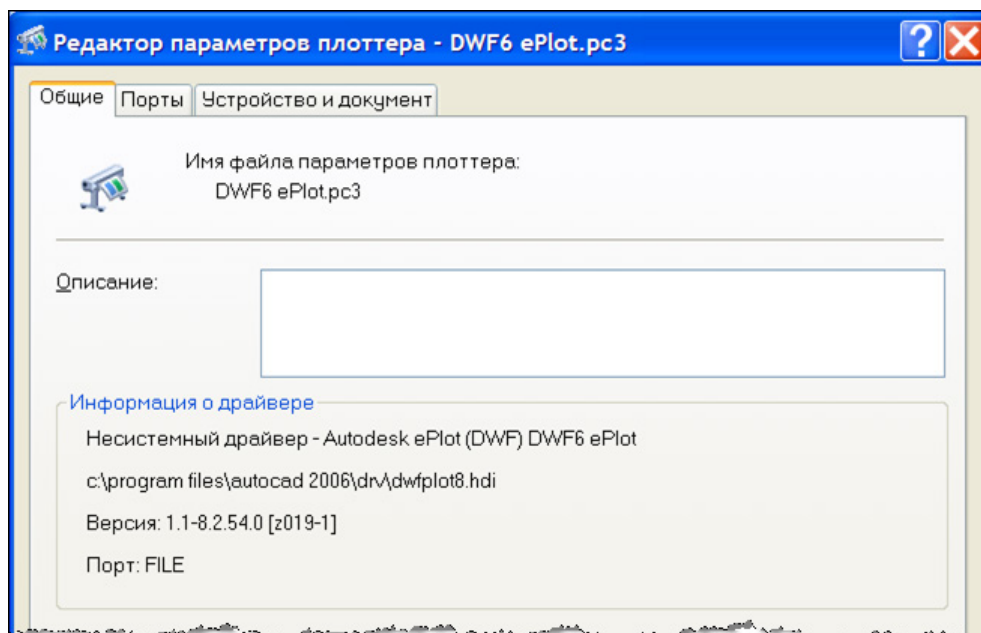 Редактор параметров плоттера - DWF6 ePlot.pc3
Общие Порты Устройство и документ
Имя файла параметров плоттера:
DWF6 ePlot.pc3
Описание:
Информация о драйвере
Несистемный драйвер - Autodesk ePlot (DWF) DWF6 ePlot
c:\program files\autocad 2006\drv\dwfplot8.hdi
Версия: 1.1-8.2.54.0 [z019-1]
Порт: FILE